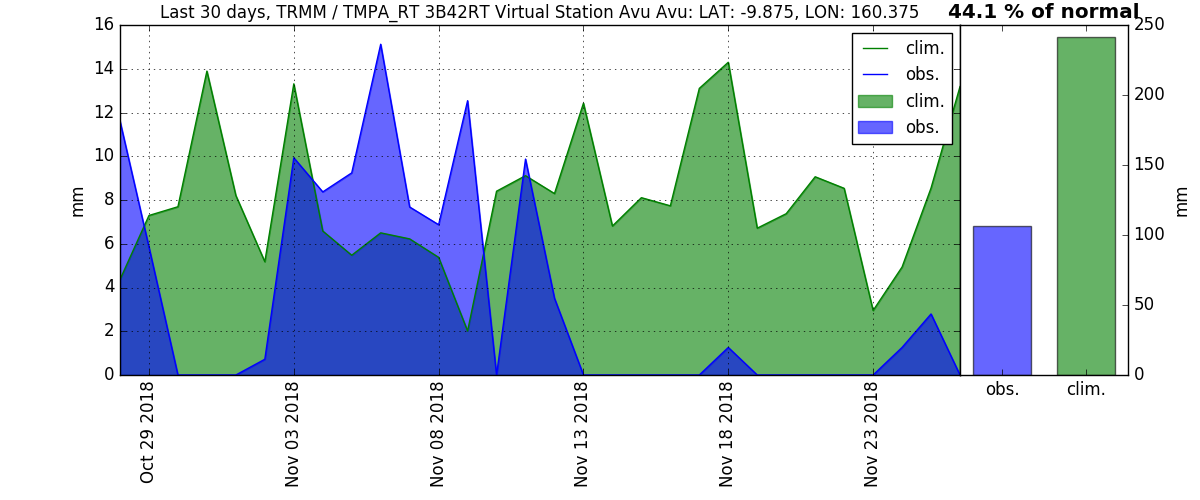 Last 30 days, TRMM / TMPA_RT 3B42RT Virtual Station Avu Avu: LAT: -9.875, LON: 160.375
44.1 % of normal
16
14
12
10
8
6
4
2
0
mm
clim.
obs.
clim.
obs.
250
200
150
100
50
0
mm
obs.
clim.
Oct 29 2018
Nov 03 2018
Nov 08 2018
Nov 13 2018
Nov 18 2018
Nov 23 2018